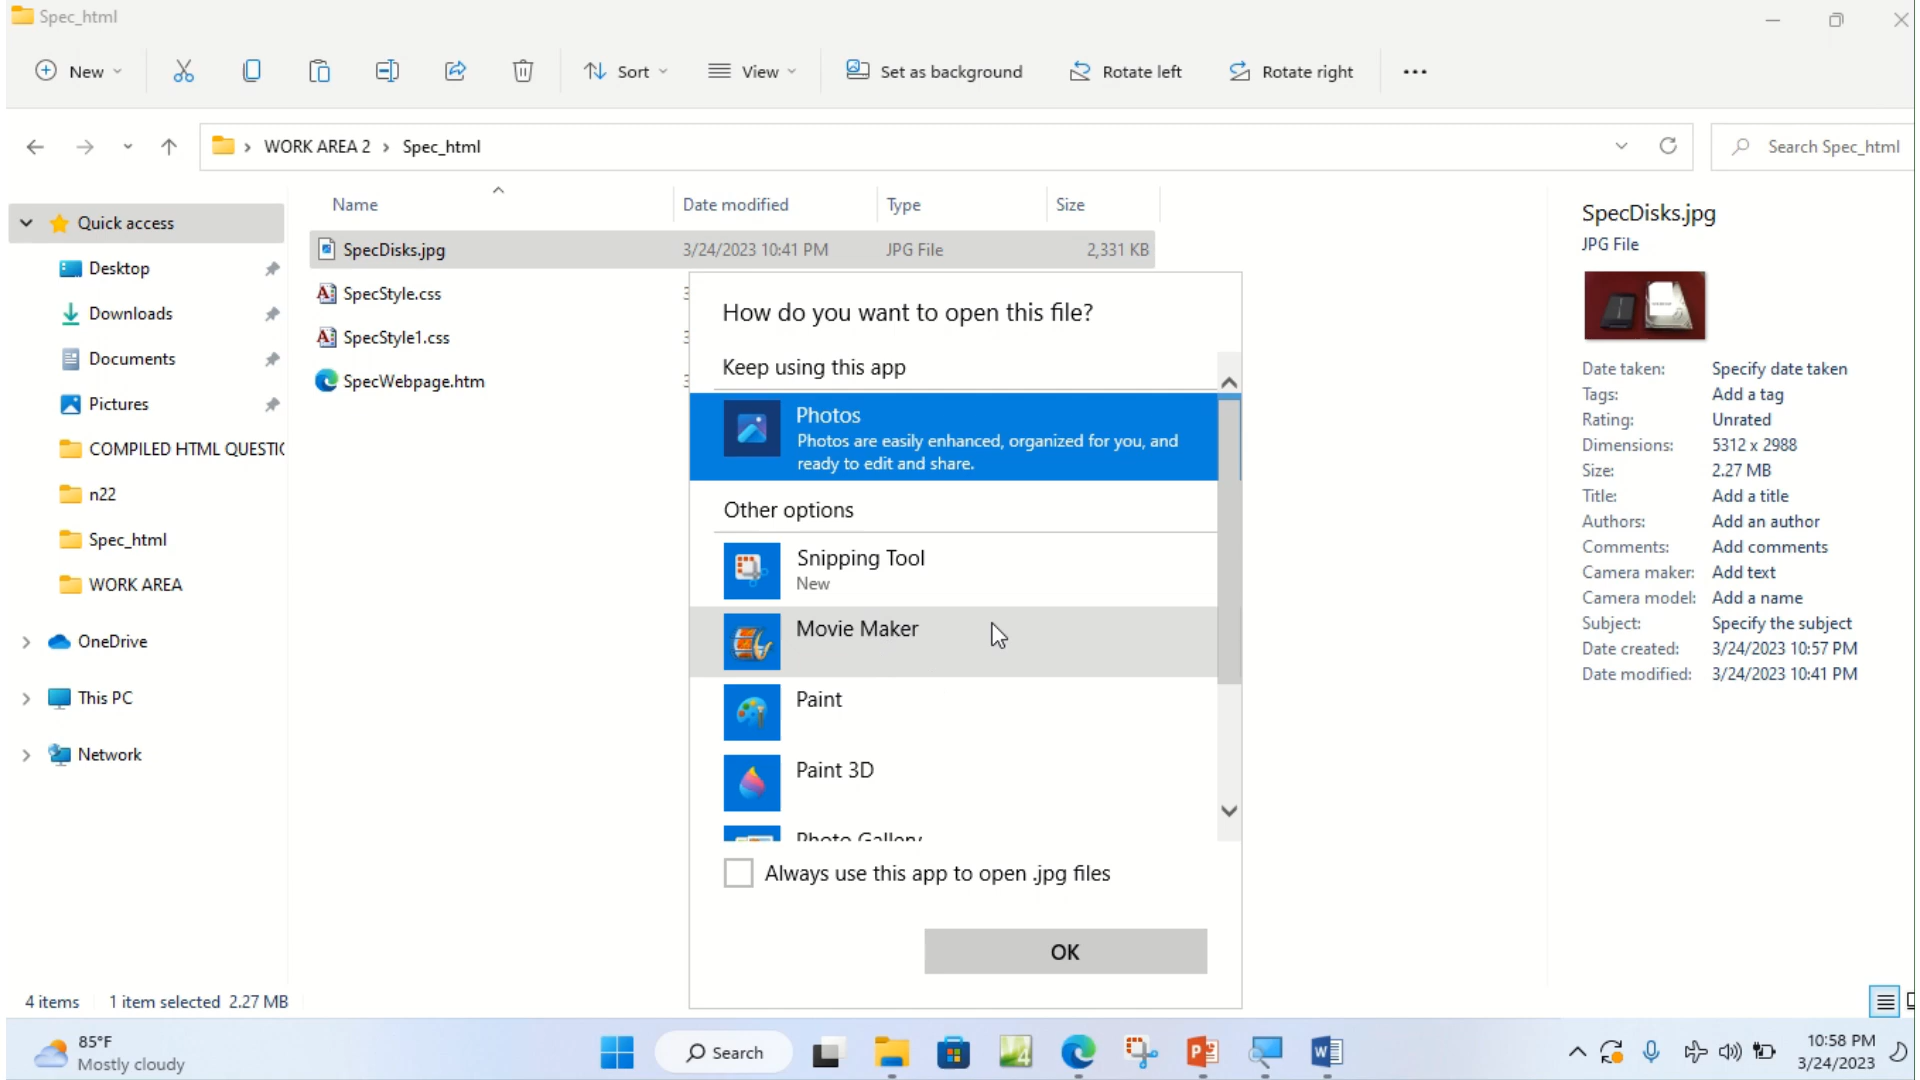 Spec_html
New
Sort
View
Set as background
Rotate left
Rotate right
WORK AREA 2 > Spec_html
Search Spec_html
Name Date modified Type Size
Quick access
Desktop
Downloads
Documents
Pictures
COMPILED HTML QUESTIO
n22
Spec_html
WORK AREA
OneDrive
This PC
Network
SpecDisks.jpg 3/24/2023 10:41 PM JPG File 2,331 KB
SpecStyle.css
SpecStyle1.css
SpecWebpage.htm
How do you want to open this file?
Keep using this app
Photos
Photos are easily enhanced, organized for you, and
ready to edit and share.
Other options
Snipping Tool
New
Movie Maker
Paint
Paint 3D
Photo Gallery
Always use this app to open .jpg files
OK
SpecDisks.jpg
JPG File
Date taken: Specify date taken
Tags: Add a tag
Rating: Unrated
Dimensions: 5312 x 2988
Size: 2.27 MB
Title: Add a title
Authors: Add an author
Comments: Add comments
Camera maker: Add text
Camera model: Add a name
Subject: Specify the subject
Date created: 3/24/2023 10:57 PM
Date modified: 3/24/2023 10:41 PM
4 items 1 item selected 2.27 MB
85°F
Mostly cloudy
Search
10:58 PM
3/24/2023